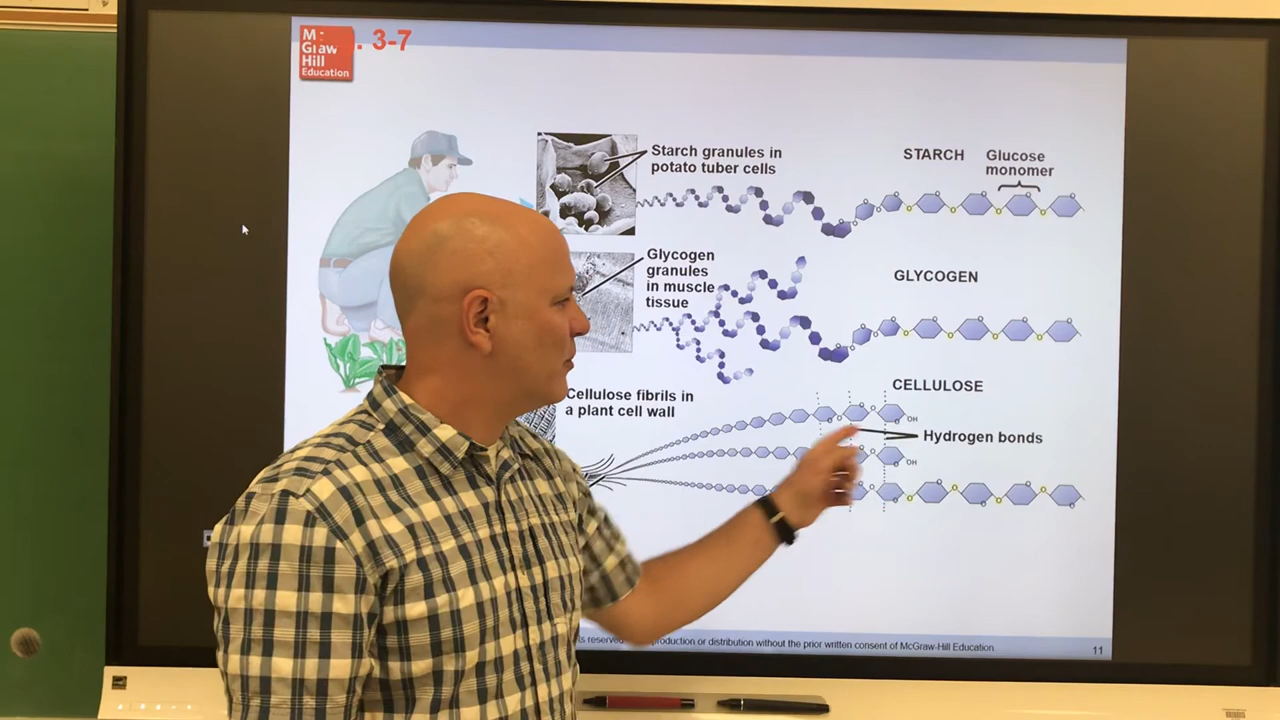 Mc
Graw
Hill
Education
. 3-7
Starch granules in
potato tuber cells
STARCH
Glucose
monomer
Glycogen
granules
in muscle
tissue
GLYCOGEN
Cellulose fibrils in
a plant cell wall
CELLULOSE
OH
Hydrogen bonds
OH
reserved
production or distribution without the prior written consent of McGraw-Hill Education.
11